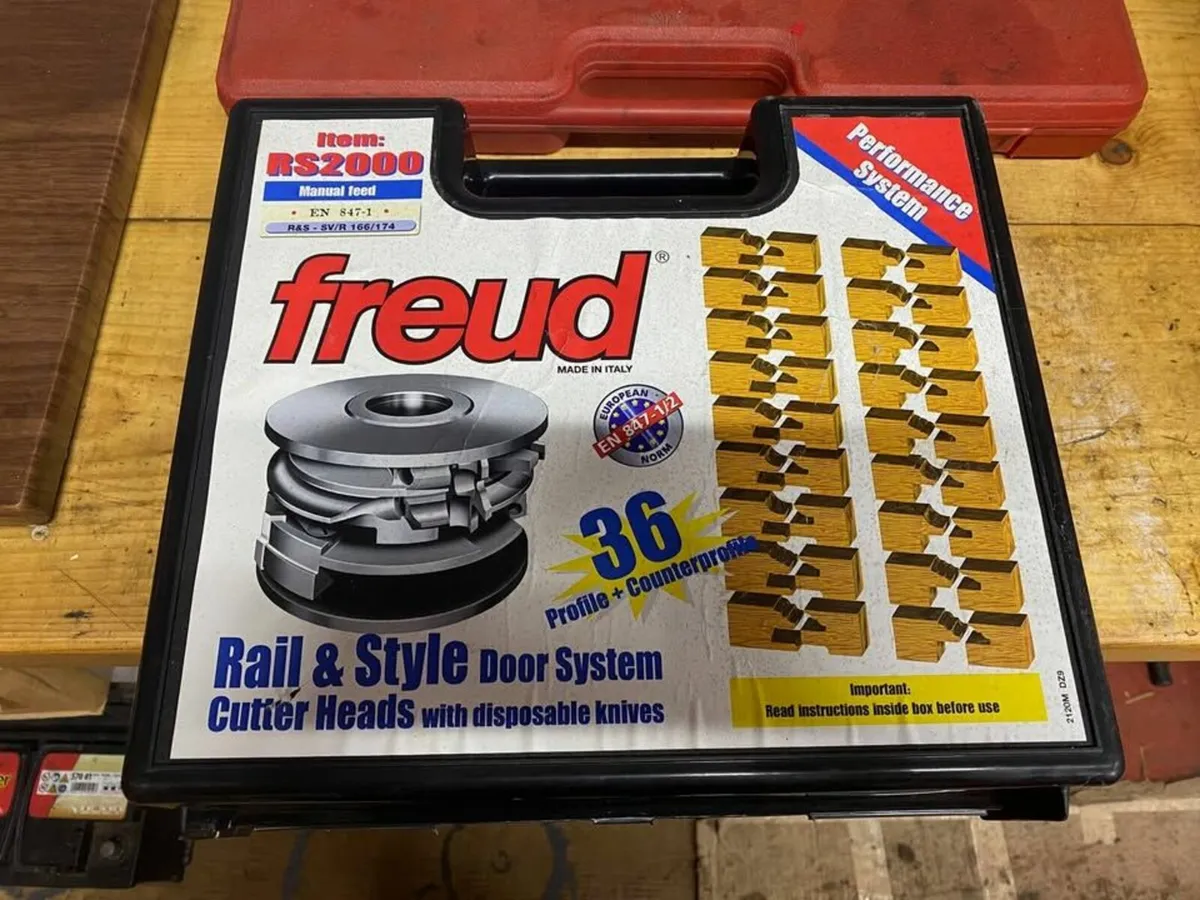 Item:
RS2000
Manual feed
• EN 847-1 •
R&S - SV/R 166/174
Performance
System
freud®
MADE IN ITALY
EUROPEAN
EN 847-1/2
NORM
36
Profile + Counterprofile
Rail & Style Door System
Cutter Heads with disposable knives
Important:
Read instructions inside box before use
2120M DZ9
570 41